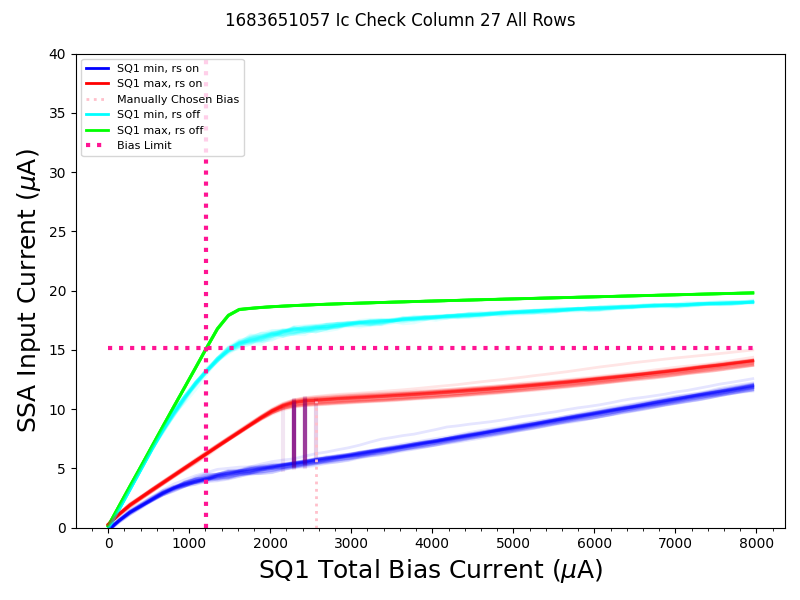 1683651057 Ic Check Column 27 All Rows
SSA Input Current (μA)
40
35
30
25
20
15
10
5
0
SQ1 min, rs on
SQ1 max, rs on
Manually Chosen Bias
SQ1 min, rs off
SQ1 max, rs off
Bias Limit
0 1000 2000 3000 4000 5000 6000 7000 8000
SQ1 Total Bias Current (μA)